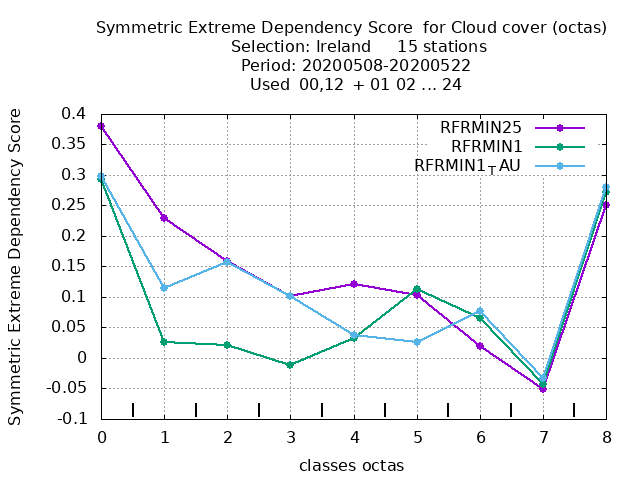 Symmetric Extreme Dependency Score  for Cloud cover (octas)
Selection: Ireland     15 stations
Period: 20200508-20200522
Used  00,12  + 01 02 ... 24
Symmetric Extreme Dependency Score
0.4
0.35
0.3
0.25
0.2
0.15
0.1
0.05
0
-0.05
-0.1
RFRMIN25
RFRMIN1
RFRMIN1TAU
0 1 2 3 4 5 6 7 8
classes octas